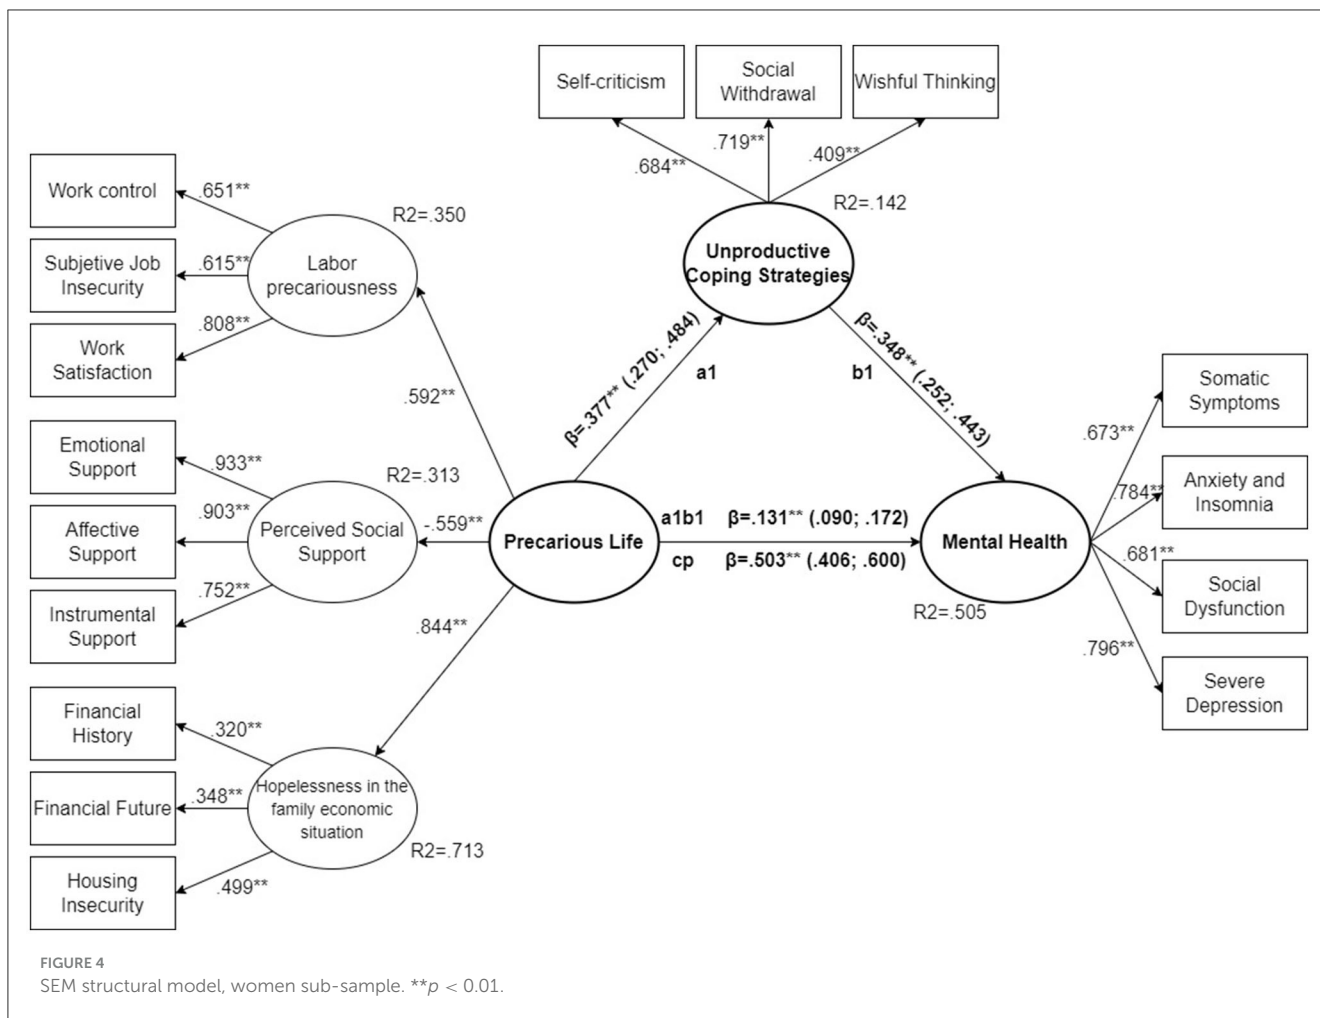 Self-criticism
Social
Withdrawal
Wishful Thinking
.684**
.719**
.409**
R2=.142
Unproductive
Coping Strategies
Work control
Subjetive Job
Insecurity
Work
Satisfaction
.651**
.615**
.808**
R2=.350
Labor
precariousness
.592**
Emotional
Support
Affective
Support
Instrumental
Support
.933**
.903**
.752**
R2=.313
Perceived Social
Support
-.559**
Financial
History
Financial Future
Housing
Insecurity
.320**
.348**
.499**
Hopelessness in the
family economic
situation
R2=.713
.844**
Precarious Life
β=.377** (.270; .484)
a1
β=.348** (.252; .443)
b1
a1b1 β=.131** (.090; .172)
cp β=.503** (.406; .600)
Mental Health
R2=.505
.673**
.784**
.681**
.796**
Somatic
Symptoms
Anxiety and
Insomnia
Social
Dysfunction
Severe
Depression
FIGURE 4
SEM structural model, women sub-sample. **p < 0.01.